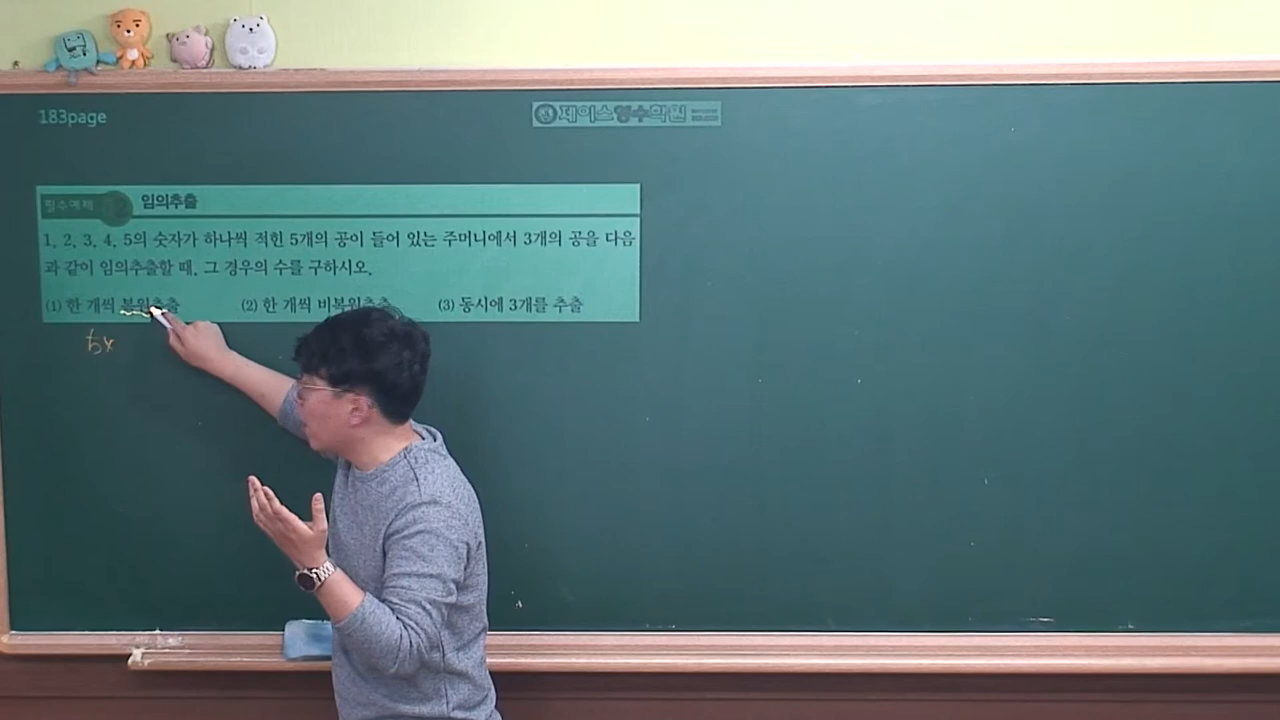 183page
제이스영수학원
필수예제 02 임의추출
1, 2, 3, 4, 5의 숫자가 하나씩 적힌 5개의 공이 들어 있는 주머니에서 3개의 공을 다음
과 같이 임의추출할 때, 그 경우의 수를 구하시오.
(1) 한 개씩 복원추출 (2) 한 개씩 비복원추출 (3) 동시에 3개를 추출
5×